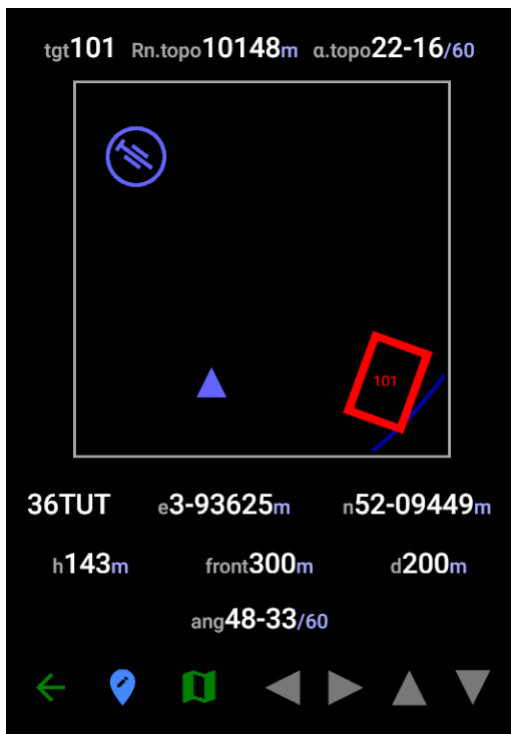 tgt101 Rn.topo10148m α.topo22-16/60
101
36TUT e3-93625m n52-09449m
h143m front300m d200m
ang48-33/60